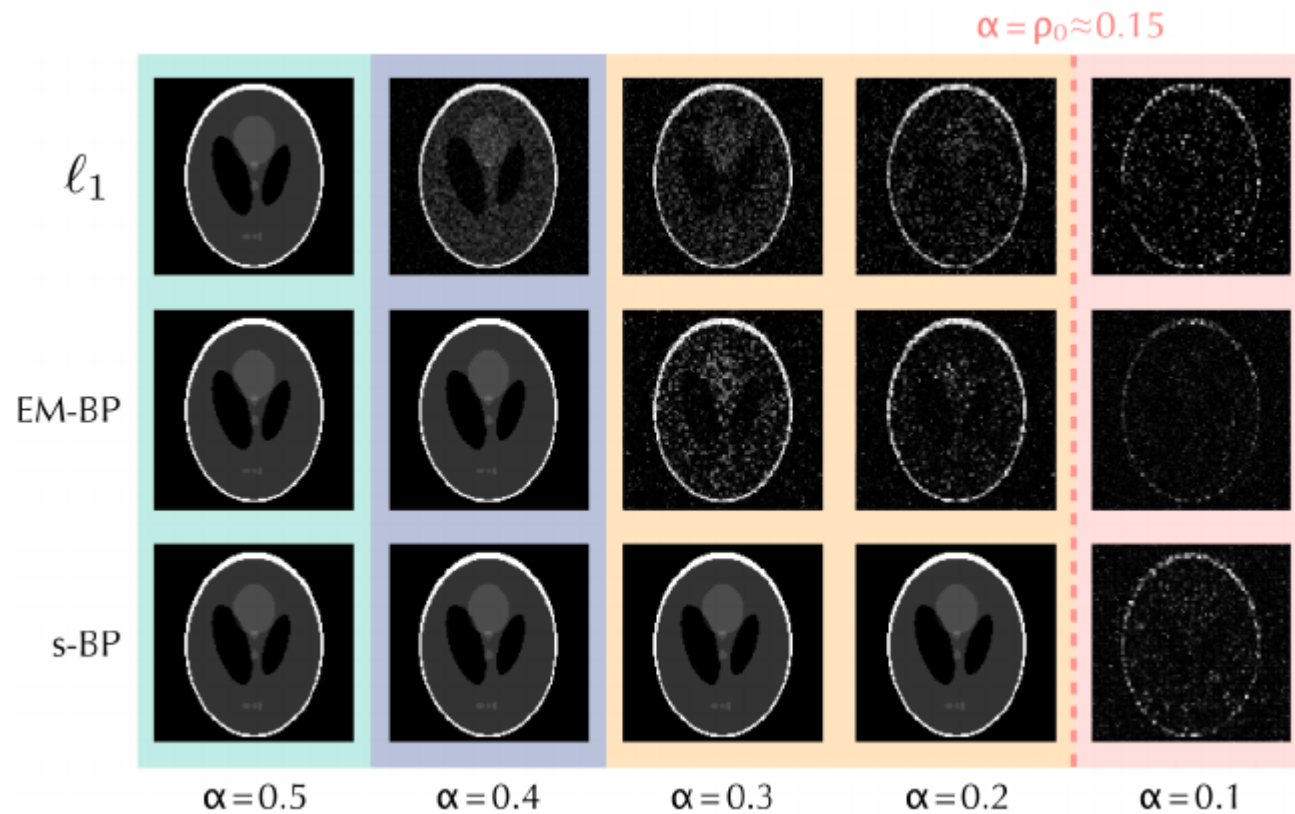 α = ρ₀≈0.15
ℓ₁
EM-BP
s-BP
α = 0.5
α = 0.4
α = 0.3
α = 0.2
α = 0.1